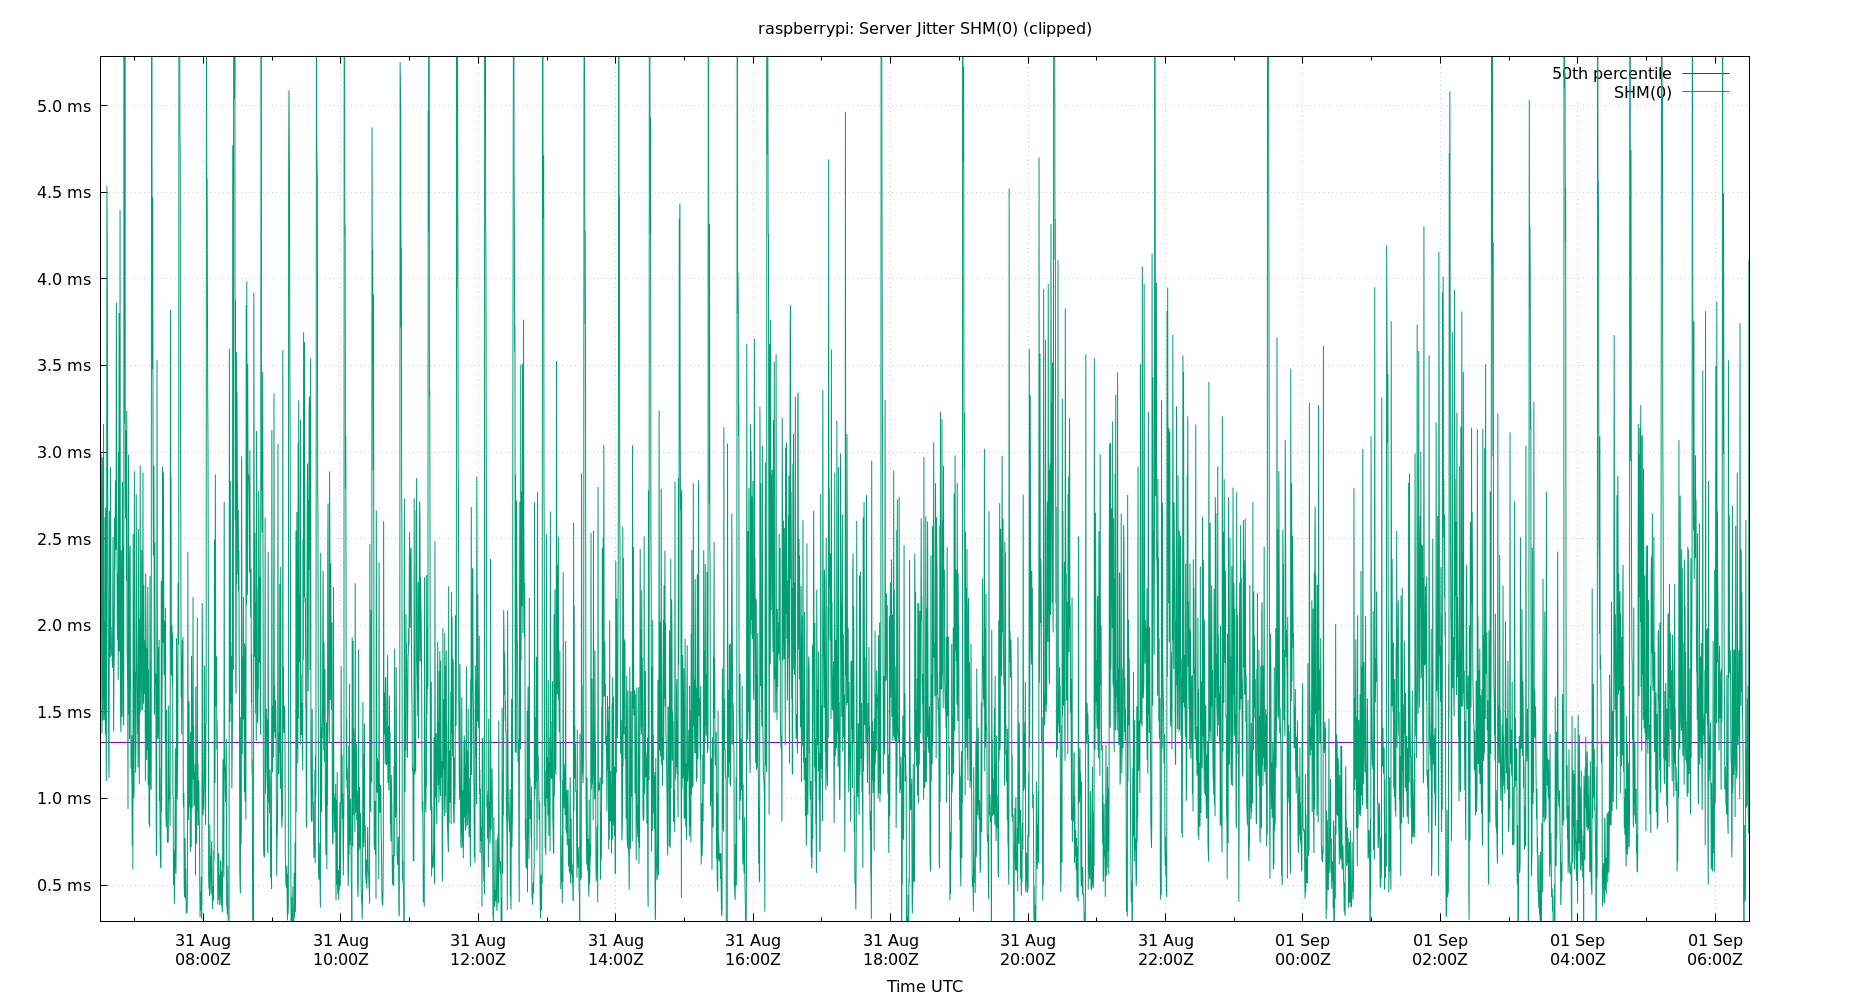 raspberrypi: Server Jitter SHM(0) (clipped)
50th percentile
SHM(0)
5.0 ms
4.5 ms
4.0 ms
3.5 ms
3.0 ms
2.5 ms
2.0 ms
1.5 ms
1.0 ms
0.5 ms
31 Aug 31 Aug 31 Aug 31 Aug 31 Aug 31 Aug 31 Aug 31 Aug 01 Sep 01 Sep 01 Sep 01 Sep
08:00Z 10:00Z 12:00Z 14:00Z 16:00Z 18:00Z 20:00Z 22:00Z 00:00Z 02:00Z 04:00Z 06:00Z
Time UTC